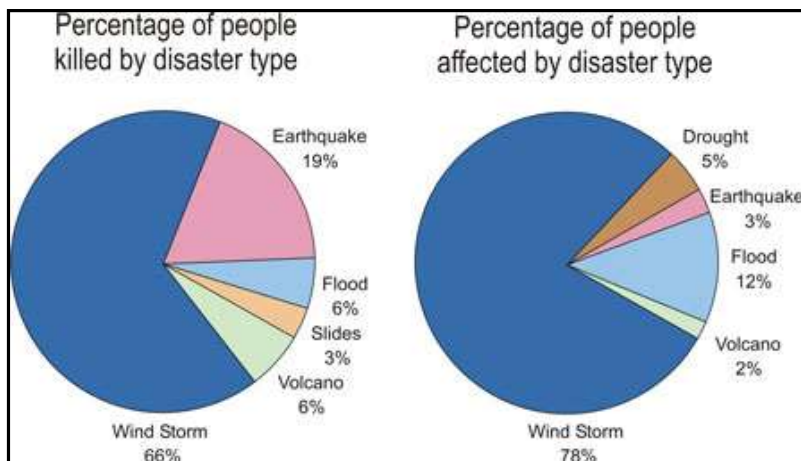 Percentage of people
killed by disaster type
Earthquake
19%
Flood
6%
Slides
3%
Volcano
6%
Wind Storm
66%
Percentage of people
affected by disaster type
Drought
5%
Earthquake
3%
Flood
12%
Volcano
2%
Wind Storm
78%